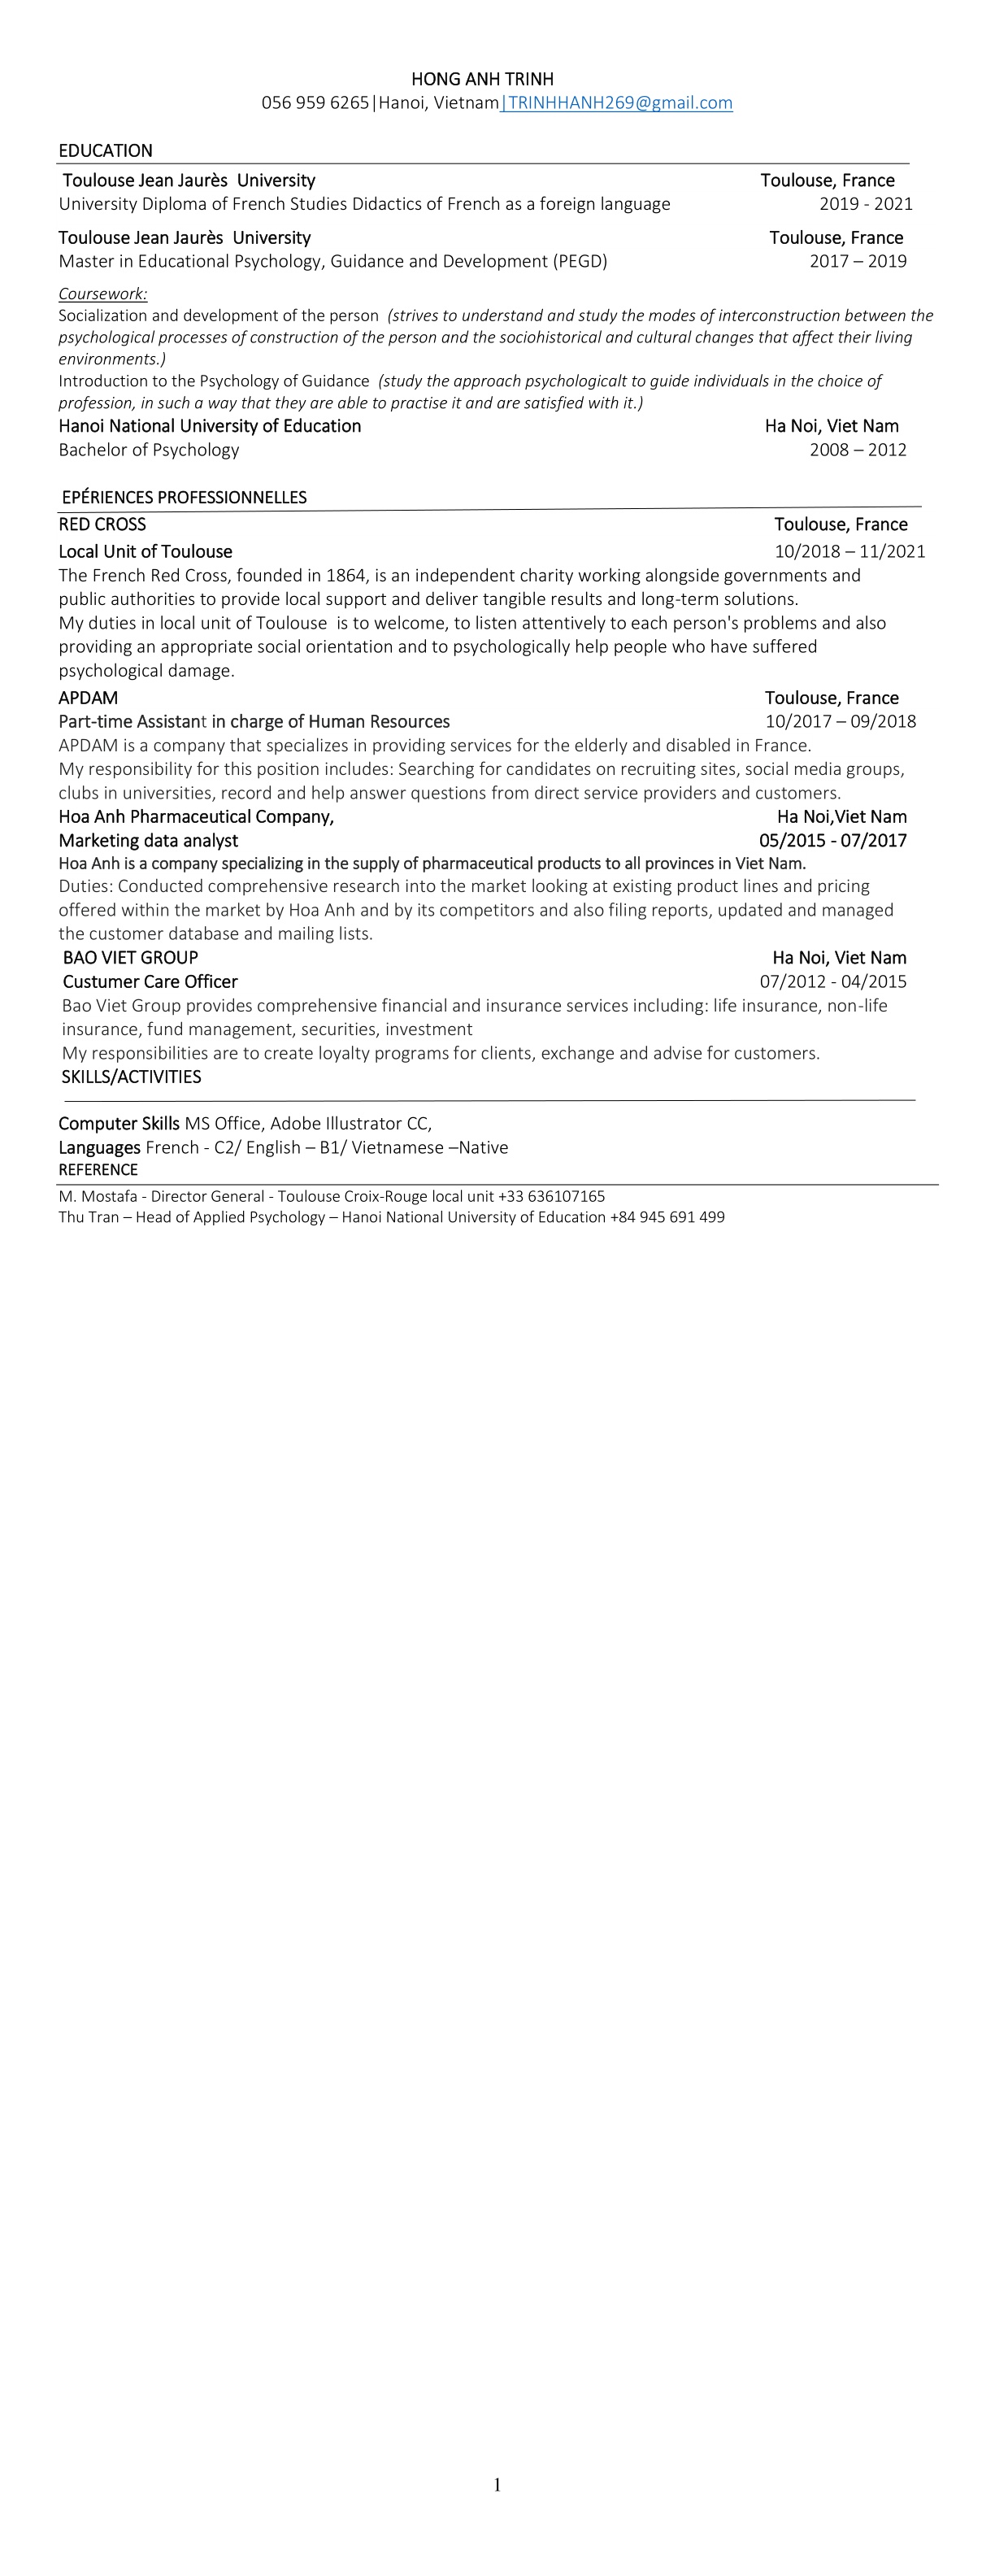 HONG ANH TRINH
056 959 6265|Hanoi, Vietnam|TRINHHANH269@gmail.com
EDUCATION
Toulouse Jean Jaurès University Toulouse, France
University Diploma of French Studies Didactics of French as a foreign language 2019 - 2021
Toulouse Jean Jaurès University Toulouse, France
Master in Educational Psychology, Guidance and Development (PEGD) 2017 – 2019
Coursework:
Socialization and development of the person (strives to understand and study the modes of interconstruction between the
psychological processes of construction of the person and the sociohistorical and cultural changes that affect their living
environments.)
Introduction to the Psychology of Guidance (study the approach psychologicalt to guide individuals in the choice of
profession, in such a way that they are able to practise it and are satisfied with it.)
Hanoi National University of Education Ha Noi, Viet Nam
Bachelor of Psychology 2008 – 2012
EPÉRIENCES PROFESSIONNELLES
RED CROSS Toulouse, France
Local Unit of Toulouse 10/2018 – 11/2021
The French Red Cross, founded in 1864, is an independent charity working alongside governments and
public authorities to provide local support and deliver tangible results and long-term solutions.
My duties in local unit of Toulouse is to welcome, to listen attentively to each person's problems and also
providing an appropriate social orientation and to psychologically help people who have suffered
psychological damage.
APDAM Toulouse, France
Part-time Assistant in charge of Human Resources 10/2017 – 09/2018
APDAM is a company that specializes in providing services for the elderly and disabled in France.
My responsibility for this position includes: Searching for candidates on recruiting sites, social media groups,
clubs in universities, record and help answer questions from direct service providers and customers.
Hoa Anh Pharmaceutical Company, Ha Noi,Viet Nam
Marketing data analyst 05/2015 - 07/2017
Hoa Anh is a company specializing in the supply of pharmaceutical products to all provinces in Viet Nam.
Duties: Conducted comprehensive research into the market looking at existing product lines and pricing
offered within the market by Hoa Anh and by its competitors and also filing reports, updated and managed
the customer database and mailing lists.
BAO VIET GROUP Ha Noi, Viet Nam
Custumer Care Officer 07/2012 - 04/2015
Bao Viet Group provides comprehensive financial and insurance services including: life insurance, non-life
insurance, fund management, securities, investment
My responsibilities are to create loyalty programs for clients, exchange and advise for customers.
SKILLS/ACTIVITIES
Computer Skills MS Office, Adobe Illustrator CC,
Languages French - C2/ English – B1/ Vietnamese –Native
REFERENCE
M. Mostafa - Director General - Toulouse Croix-Rouge local unit +33 636107165
Thu Tran – Head of Applied Psychology – Hanoi National University of Education +84 945 691 499
1